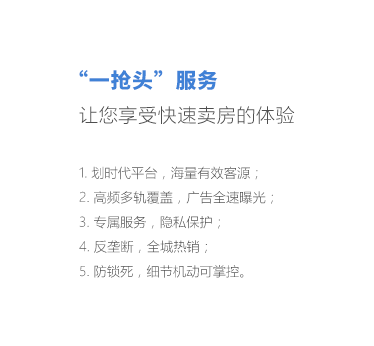 “一抢头”服务
让您享受快速卖房的体验
1. 划时代平台，海量有效客源；
2. 高频多轨覆盖，广告全速曝光；
3. 专属服务，隐私保护；
4. 反垄断，全城热销；
5. 防锁死，细节机动可掌控。